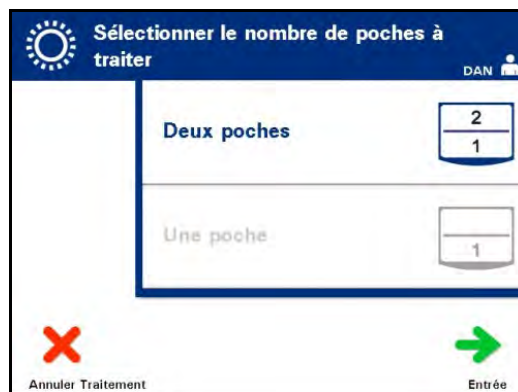 Sélectionner le nombre de poches à
traiter
DAN
Deux poches
2
1
Une poche
1
Annuler Traitement
Entrée